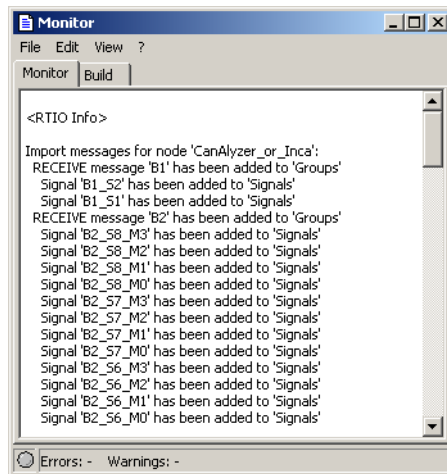 Monitor
File Edit View ?
Monitor Build
<RTIO Info>
Import messages for node 'CanAlyzer_or_Inca':
RECEIVE message 'B1' has been added to 'Groups'
Signal 'B1_S2' has been added to 'Signals'
Signal 'B1_S1' has been added to 'Signals'
RECEIVE message 'B2' has been added to 'Groups'
Signal 'B2_S8_M3' has been added to 'Signals'
Signal 'B2_S8_M2' has been added to 'Signals'
Signal 'B2_S8_M1' has been added to 'Signals'
Signal 'B2_S8_M0' has been added to 'Signals'
Signal 'B2_S7_M3' has been added to 'Signals'
Signal 'B2_S7_M2' has been added to 'Signals'
Signal 'B2_S7_M1' has been added to 'Signals'
Signal 'B2_S7_M0' has been added to 'Signals'
Signal 'B2_S6_M3' has been added to 'Signals'
Signal 'B2_S6_M2' has been added to 'Signals'
Signal 'B2_S6_M1' has been added to 'Signals'
Signal 'B2_S6_M0' has been added to 'Signals'
Errors: - Warnings: -